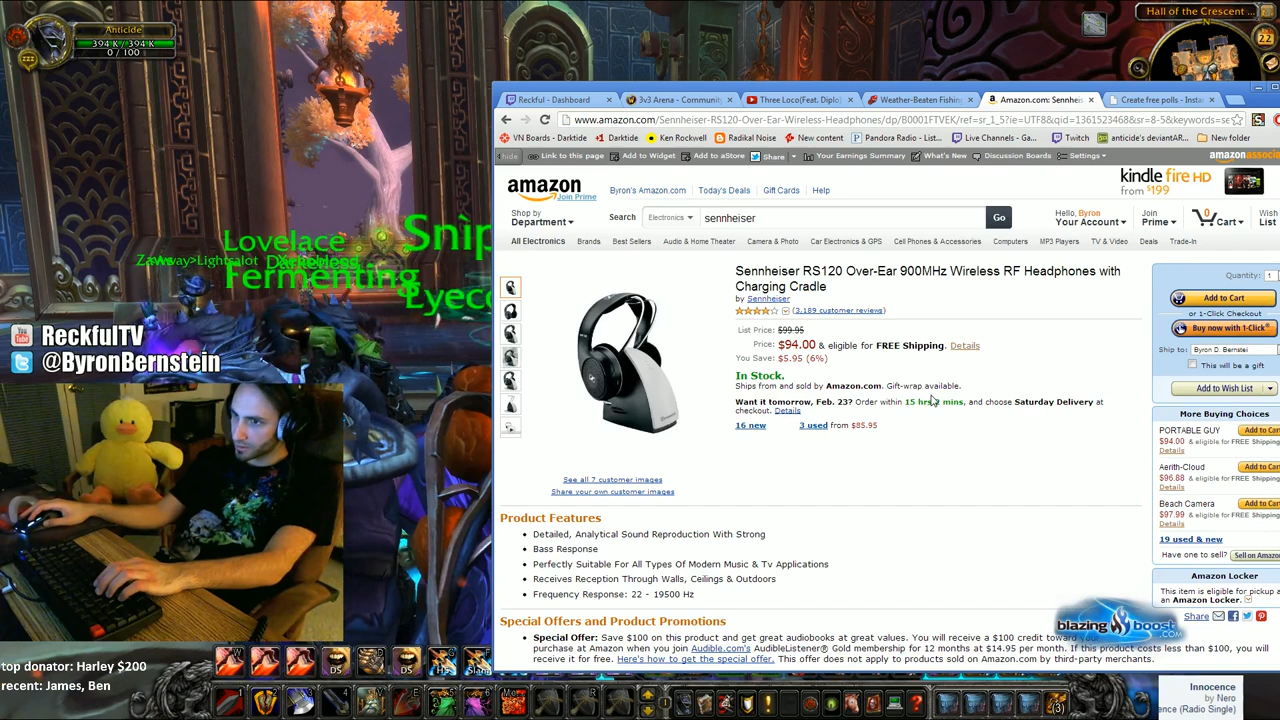 Anticide
394 K / 394 K
0 / 100
Hall of the Crescent ...
22
Lovelace
Fermenting
Reckful - Dashboard
3v3 Arena - Communit
Three Loco(Feat. Diplo)
Weather-Beaten Fishing
Amazon.com: Sennheis
Create free polls - Insta
www.amazon.com/Sennheiser-RS120-Over-Ear-Wireless-Headphones/dp/B0001FTVEK/ref=sr_1_5?ie=UTF8&qid=1361523468&sr=8-5&keywords=se
VN Boards - Darktide
Darktide
Ken Rockwell
Radikal Noise
New content
Pandora Radio - List...
Live Channels - Ga...
Twitch
anticide's deviantAR...
New folder
hide
Link to this page
Add to Widget
Add to aStore
Share
Your Earnings Summary
What's New
Discussion Boards
Settings
amazon associa
amazon
Join Prime
Byron's Amazon.com
Today's Deals
Gift Cards
Help
kindle fire HD
from $199
Shop by
Department
Search
Electronics
sennheiser
Go
Hello, Byron
Your Account
Join
Prime
0
Cart
Wish
List
All Electronics
Brands
Best Sellers
Audio & Home Theater
Camera & Photo
Car Electronics & GPS
Cell Phones & Accessories
Computers
MP3 Players
TV & Video
Deals
Trade-In
Sennheiser RS120 Over-Ear 900MHz Wireless RF Headphones with
Charging Cradle
by Sennheiser
(3,189 customer reviews)
List Price: $99.95
Price: $94.00 & eligible for FREE Shipping. Details
You Save: $5.95 (6%)
In Stock.
Ships from and sold by Amazon.com. Gift-wrap available.
Want it tomorrow, Feb. 23? Order within 15 hrs mins, and choose Saturday Delivery at
checkout. Details
16 new
3 used from $85.95
See all 7 customer images
Share your own customer images
Quantity: 1
Add to Cart
or 1-Click Checkout
Buy now with 1-Click®
Ship to:
Byron D. Bernstei
This will be a gift
Add to Wish List
More Buying Choices
PORTABLE GUY
Add to Car
$94.00 & eligible for FREE Shipping
Details
Aerith-Cloud
Add to Car
$96.88 & eligible for FREE Shipping
Details
Beach Camera
Add to Car
$97.99 & eligible for FREE Shipping
Details
19 used & new
Have one to sell? Sell on Amazon
Amazon Locker
This item is eligible for pickup a
an Amazon Locker.
Share
Product Features
Detailed, Analytical Sound Reproduction With Strong
Bass Response
Perfectly Suitable For All Types Of Modern Music & Tv Applications
Receives Reception Through Walls, Ceilings & Outdoors
Frequency Response: 22 - 19500 Hz
Special Offers and Product Promotions
Special Offer: Save $100 on this product and get great audiobooks at great values. You will receive a $100 credit toward
purchase at Amazon when you join Audible.com's AudibleListener® Gold membership for 12 months at $14.95 per month. If this product costs less than $100, you will
receive it for free. Here's how to get the special offer. This offer does not apply to products sold on Amazon.com by third-party merchants.
blazing boost
.COM
ReckfulTV
@ByronBernstein
top donator: Harley $200
recent: James, Ben
Innocence
by Nero
ence (Radio Single)